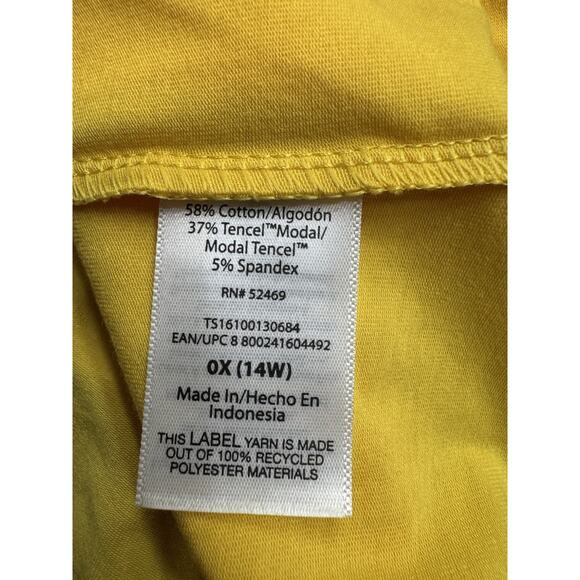 58% Cotton/Algodón
37% Tencel™Modal/
Modal Tencel™
5% Spandex
RN# 52469
TS16100130684
EAN/UPC 8 800241604492
0X (14W)
Made In/Hecho En
Indonesia
THIS LABEL YARN IS MADE
OUT OF 100% RECYCLED
POLYESTER MATERIALS